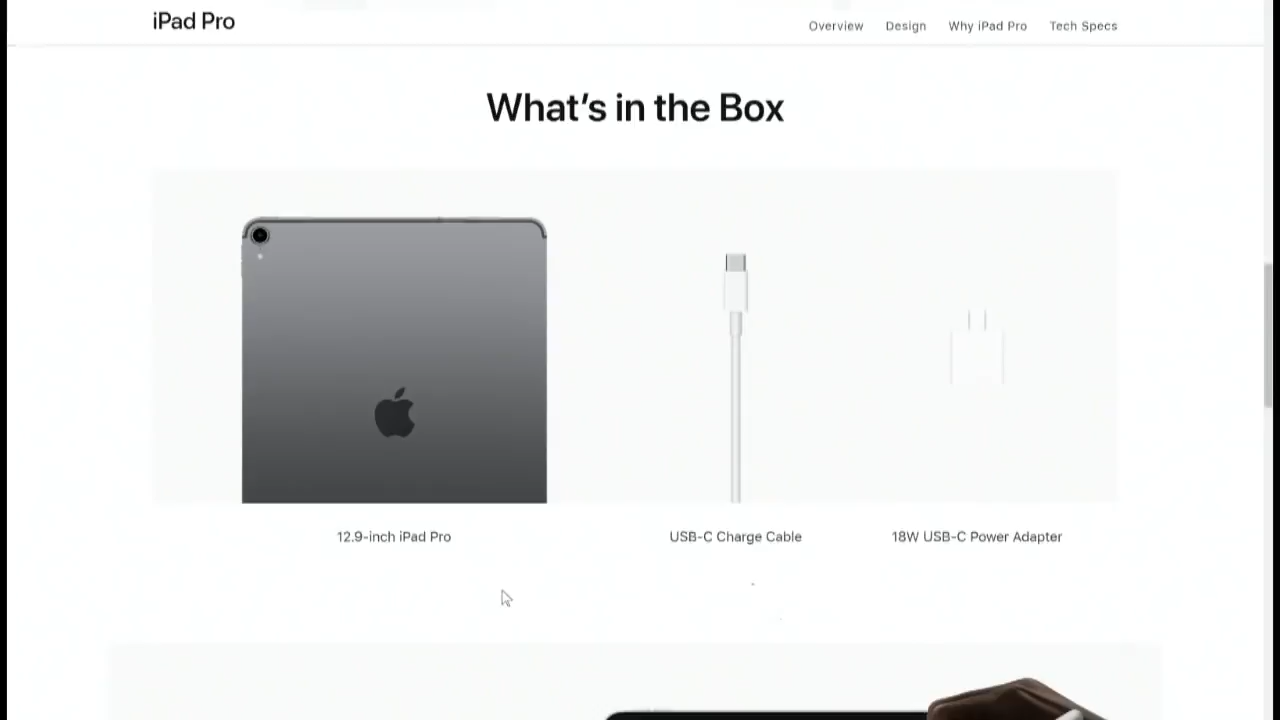 iPad Pro
Overview Design Why iPad Pro Tech Specs
What's in the Box
12.9-inch iPad Pro
USB-C Charge Cable
18W USB-C Power Adapter